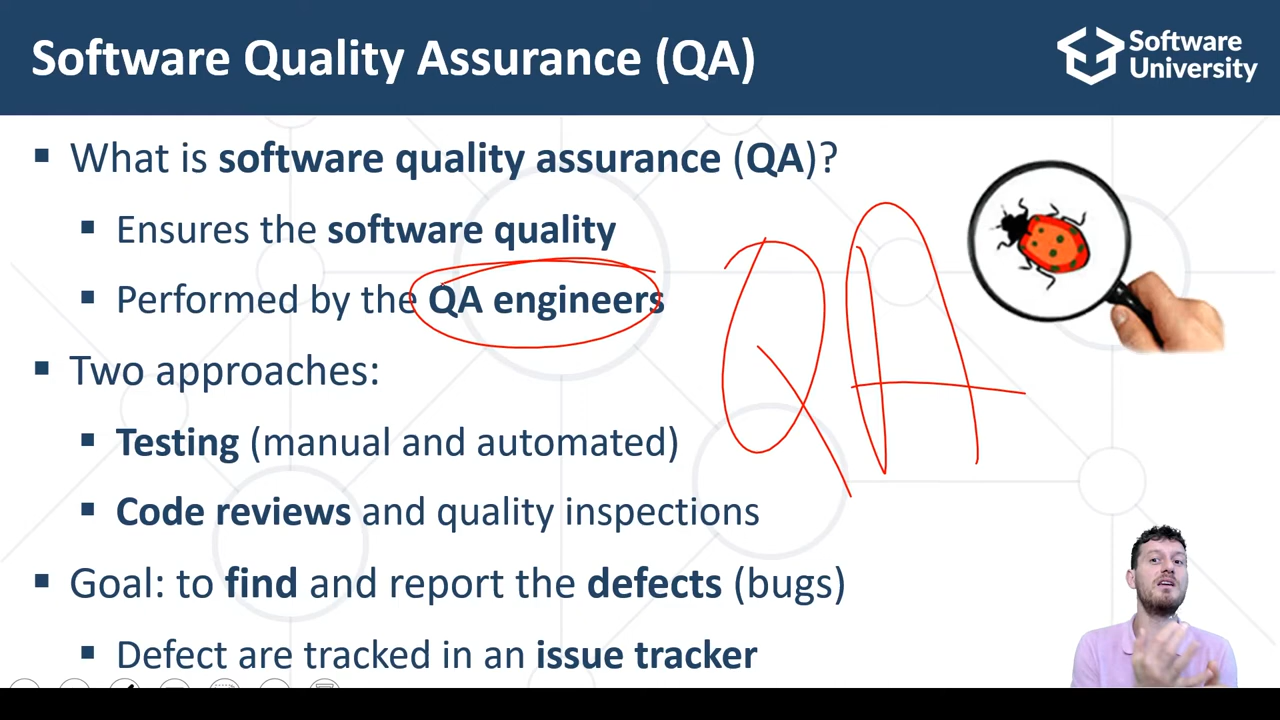 Software Quality Assurance (QA)
Software
University
▪ What is software quality assurance (QA)?
▪ Ensures the software quality
▪ Performed by the QA engineers
QA
▪ Two approaches:
▪ Testing (manual and automated)
▪ Code reviews and quality inspections
▪ Goal: to find and report the defects (bugs)
▪ Defect are tracked in an issue tracker